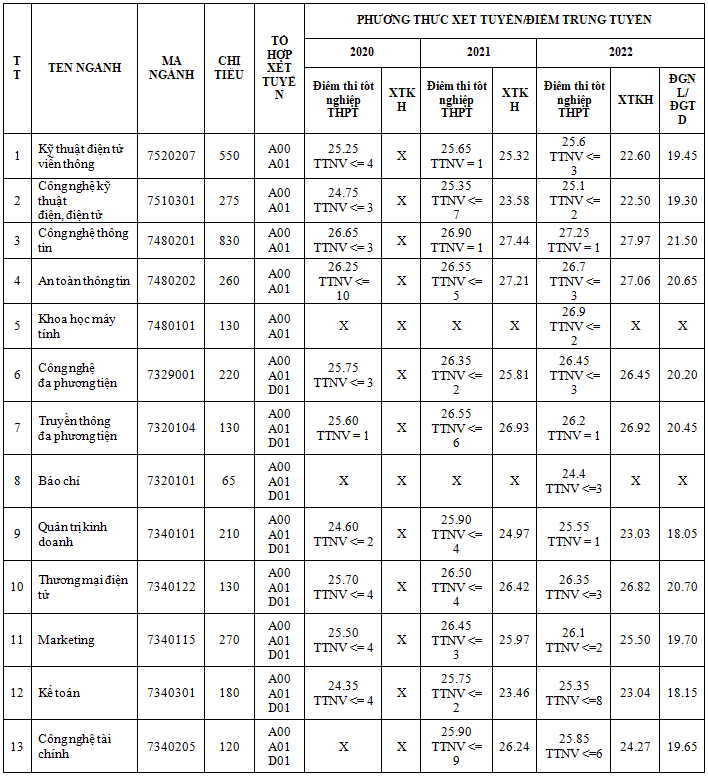 PHƯƠNG THỨC XÉT TUYỂN/ĐIỂM TRÚNG TUYỂN
T T
TÊN NGÀNH
MÃ NGÀNH
CHỈ TIÊU
TỔ HỢP XÉT TUYỂN
2020
2021
2022
Điểm thi tốt nghiệp THPT
XTKH
Điểm thi tốt nghiệp THPT
XTKH
Điểm thi tốt nghiệp THPT
XTKH
ĐGNL/ĐGTD
1 Kỹ thuật điện tử viễn thông 7520207 550 A00 A01 25.25 TTNV <= 4 X 25.65 TTNV = 1 25.32 25.6 TTNV <= 3 22.60 19.45
2 Công nghệ kỹ thuật điện, điện tử 7510301 275 A00 A01 24.75 TTNV <= 3 X 25.35 TTNV <= 7 23.58 25.1 TTNV <= 2 22.50 19.30
3 Công nghệ thông tin 7480201 830 A00 A01 26.65 TTNV <= 3 X 26.90 TTNV = 1 27.44 27.25 TTNV = 1 27.97 21.50
4 An toàn thông tin 7480202 260 A00 A01 26.25 TTNV <= 10 X 26.55 TTNV <= 5 27.21 26.7 TTNV <= 3 27.06 20.65
5 Khoa học máy tính 7480101 130 A00 A01 X X X X 26.9 TTNV <= 2 X X
6 Công nghệ đa phương tiện 7329001 220 A00 A01 D01 25.75 TTNV <= 3 X 26.35 TTNV <= 2 25.81 26.45 TTNV <= 3 26.45 20.20
7 Truyền thông đa phương tiện 7320104 130 A00 A01 D01 25.60 TTNV = 1 X 26.55 TTNV <= 6 26.93 26.2 TTNV = 1 26.92 20.45
8 Báo chí 7320101 65 A00 A01 D01 X X X X 24.4 TTNV <=3 X X
9 Quản trị kinh doanh 7340101 210 A00 A01 D01 24.60 TTNV <= 2 X 25.90 TTNV <= 4 24.97 25.55 TTNV = 1 23.03 18.05
10 Thương mại điện tử 7340122 130 A00 A01 D01 25.70 TTNV <= 4 X 26.50 TTNV <= 4 26.42 26.35 TTNV <=3 26.82 20.70
11 Marketing 7340115 270 A00 A01 D01 25.50 TTNV <= 4 X 26.45 TTNV <= 3 25.97 26.1 TTNV <=2 25.50 19.70
12 Kế toán 7340301 180 A00 A01 D01 24.35 TTNV <= 4 X 25.75 TTNV <= 2 23.46 25.35 TTNV <=8 23.04 18.15
13 Công nghệ tài chính 7340205 120 A00 A01 D01 X X 25.90 TTNV <= 9 26.24 25.85 TTNV <=6 24.27 19.65